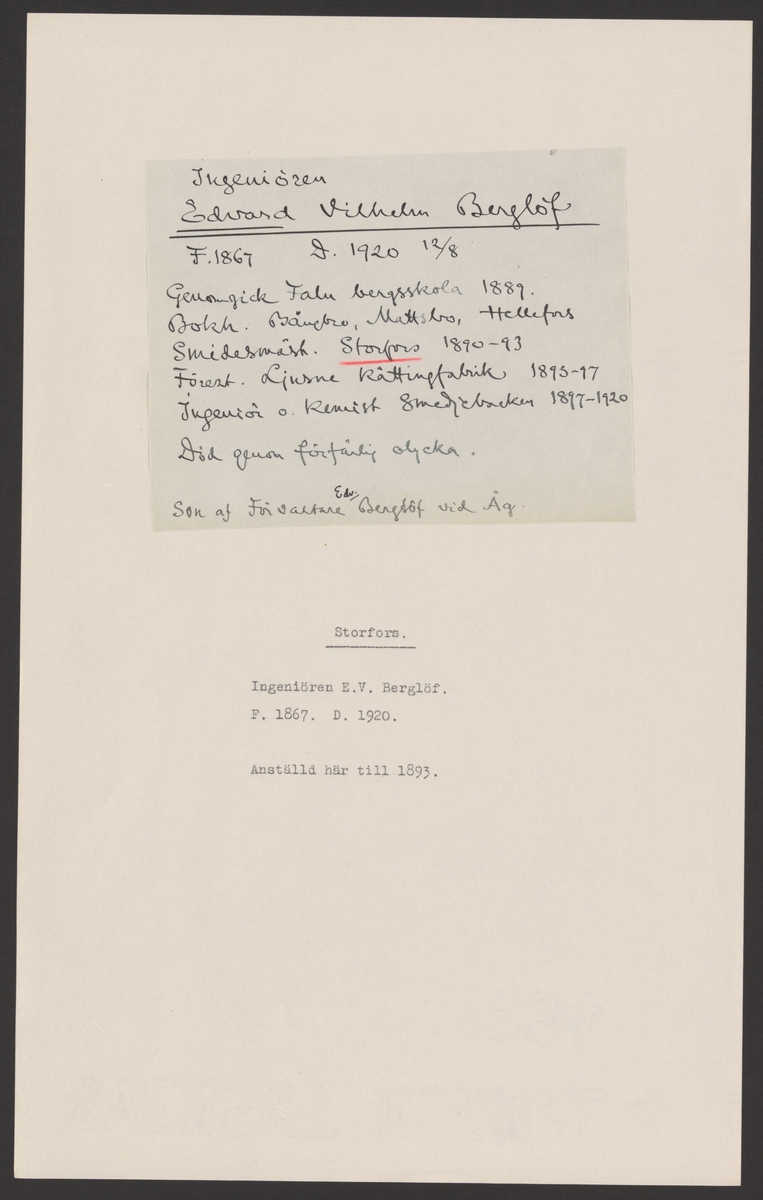 Ingeniören
Edvard Vilhelm Berglöf
F. 1867 D. 1920 12/8
Genomgick Falu bergsskola 1889.
Bokh. Bångbro, Mattsbo, Hellefors
Smidesmäst. Storfors 1890-93
Förest. Ljusne Kättingfabrik 1893-97
Ingeniör o. Kemist Smedjebacken 1897-1920
Död genom förfärlig olycka.
Son af Förvaltare Edv. Berglöf vid Åg.
Storfors.
Ingeniören E.V. Berglöf.
F. 1867. D. 1920.
Anställd här till 1893.